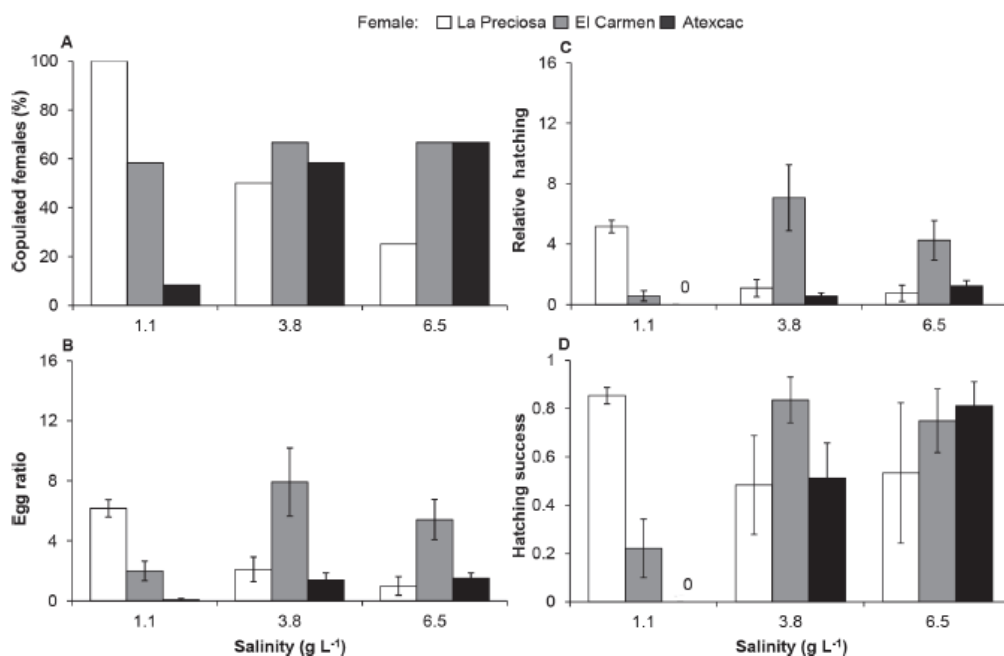 Female: La Preciosa El Carmen Atexcac
A
Copulated females (%)
100
80
60
40
20
0
1.1 3.8 6.5
C
Relative hatching
16
12
8
4
0
0
1.1 3.8 6.5
B
Egg ratio
16
12
8
4
0
1.1 3.8 6.5
Salinity (g L⁻¹)
D
Hatching success
1
0.8
0.6
0.4
0.2
0
0
1.1 3.8 6.5
Salinity (g L⁻¹)